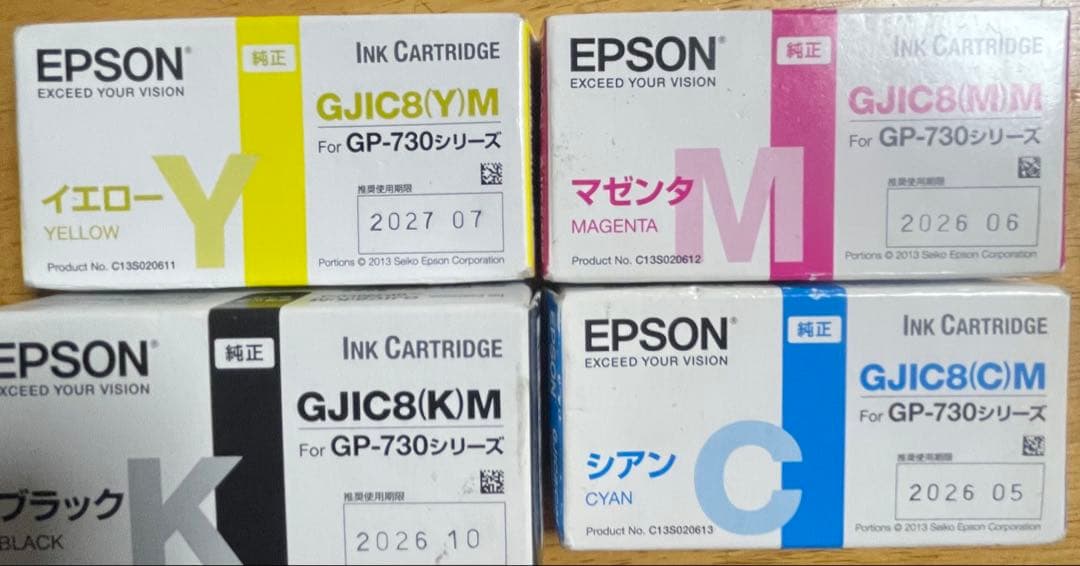 EPSON®
EXCEED YOUR VISION
純正
INK CARTRIDGE
GJIC8(Y)M
For GP-730シリーズ
イエロー
YELLOW
Y
推奨使用期限
2027 07
Product No. C13S020611
Portions © 2013 Seiko Epson Corporation
EPSON®
EXCEED YOUR VISION
純正
INK CARTRIDGE
GJIC8(M)M
For GP-730シリーズ
マゼンタ
MAGENTA
M
推奨使用期限
2026 06
Product No. C13S020612
Portions © 2013 Seiko Epson Corporation
EPSON®
EXCEED YOUR VISION
純正
INK CARTRIDGE
GJIC8(K)M
For GP-730シリーズ
ブラック
BLACK
K
推奨使用期限
2026 10
EPSON®
EXCEED YOUR VISION
純正
INK CARTRIDGE
GJIC8(C)M
For GP-730シリーズ
シアン
CYAN
C
推奨使用期限
2026 05
Product No. C13S020613
Portions © 2013 Seiko Epson Corporation
EPSON